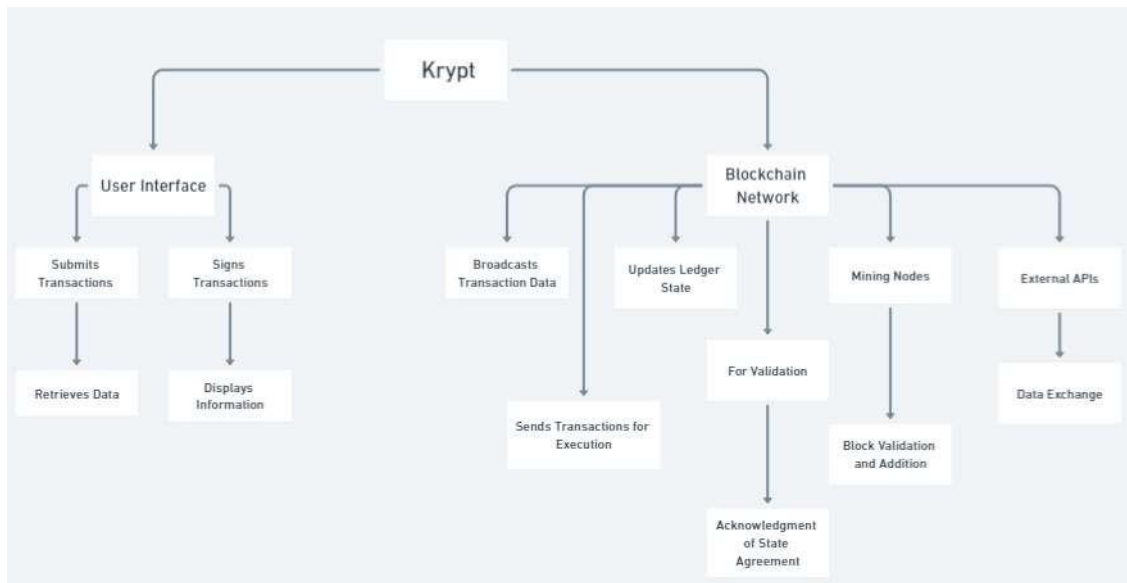 Krypt
User Interface
Blockchain
Network
Submits
Transactions
Signs
Transactions
Broadcasts
Transaction Data
Updates Ledger
State
Mining Nodes
External APIs
For Validation
Retrieves Data
Displays
Information
Data Exchange
Sends Transactions for
Execution
Block Validation
and Addition
Acknowledgment
of State
Agreement